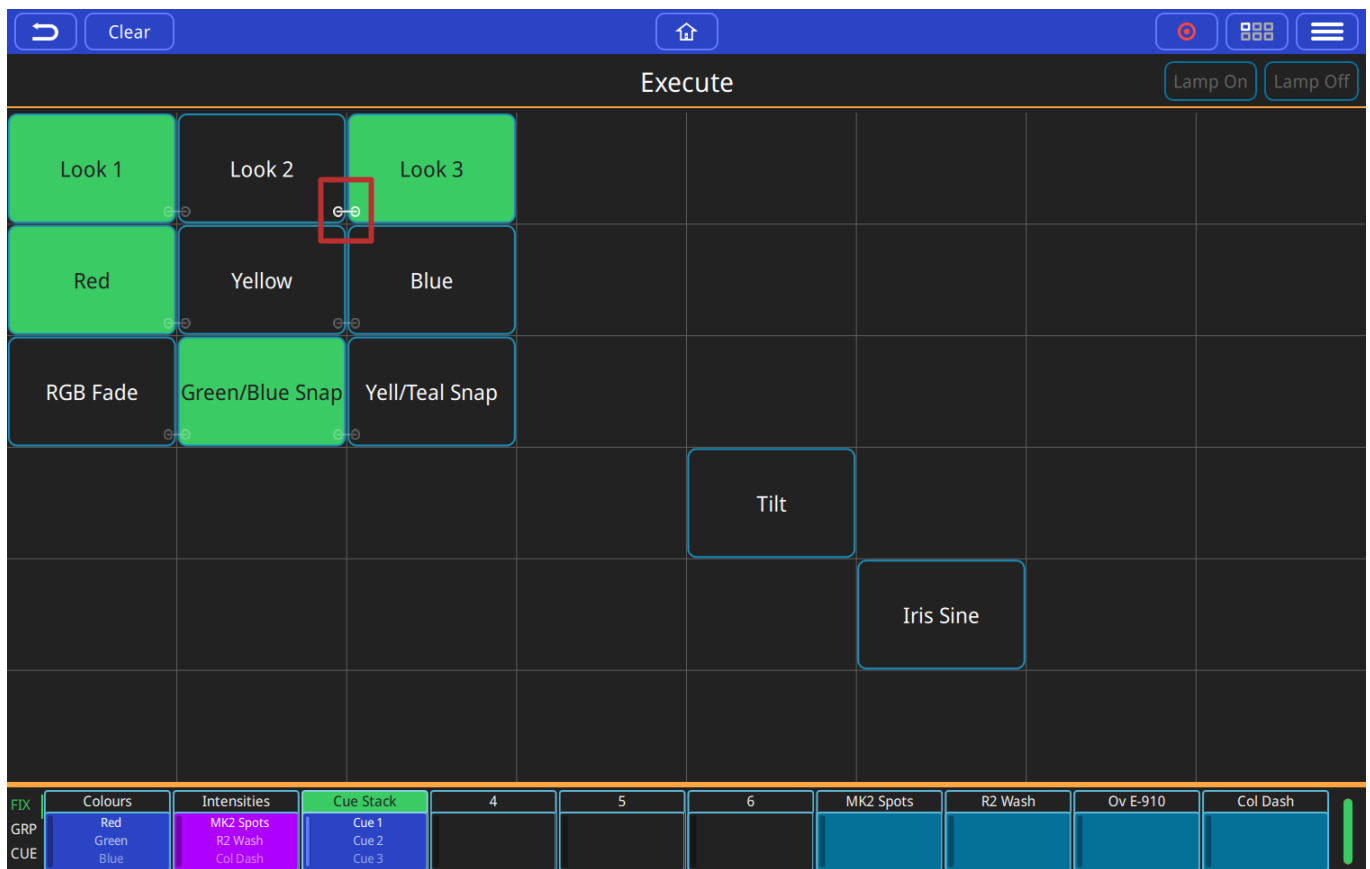 Clear
Execute
Lamp On Lamp Off
Look 1 Look 2 Look 3
Red Yellow Blue
RGB Fade Green/Blue Snap Yell/Teal Snap
Tilt
Iris Sine
FIX Colours Intensities Cue Stack 4 5 6 MK2 Spots R2 Wash Ov E-910 Col Dash
GRP Red MK2 Spots Cue 1
Green R2 Wash Cue 2
CUE Blue Col Dash Cue 3